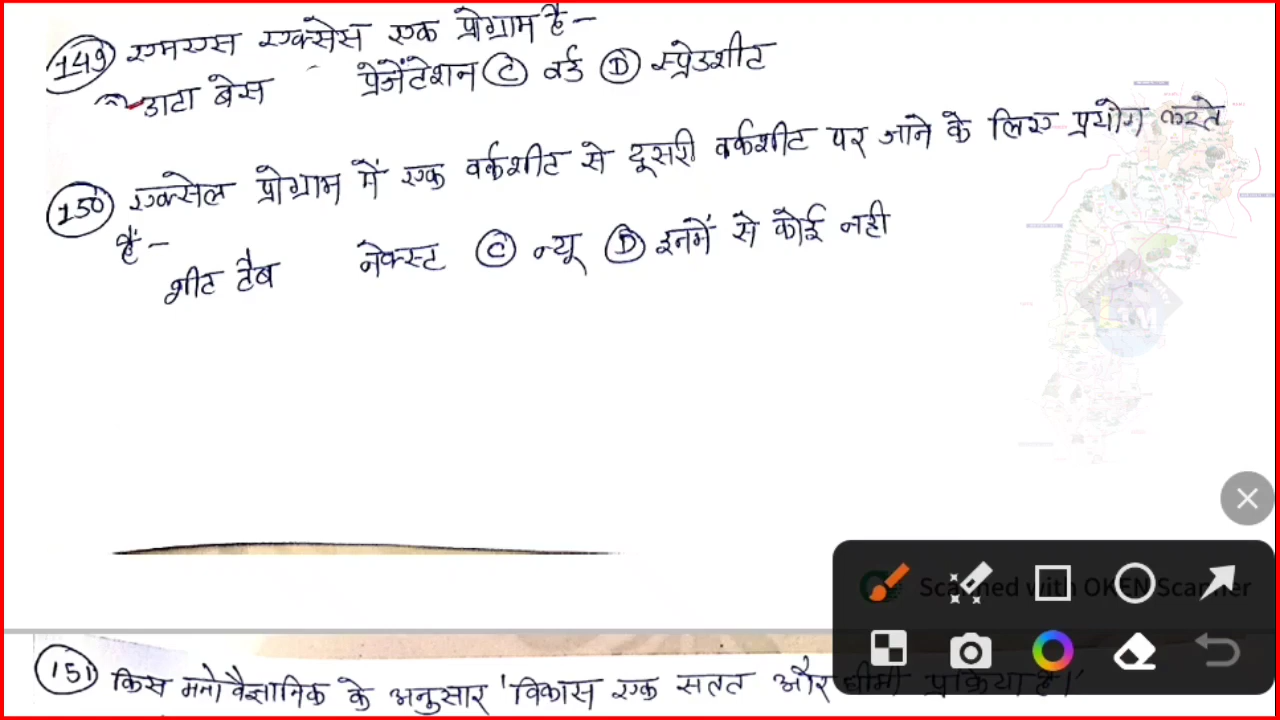 149 एमएस एक्सेस एक प्रोग्राम है-
डाटा बेस प्रेजेंटेशन C वर्ड D स्प्रेडशीट
150 एक्सेल प्रोग्राम में एक वर्कशीट से दूसरी वर्कशीट पर जाने के लिए प्रयोग करते
हैं-
शीट टैब नेक्स्ट C न्यू D इनमें से कोई नही
Scanned with OKEN Scanner
151 किस मनोवैज्ञानिक के अनुसार 'विकास एक सतत और धीमी प्रक्रिया है।'